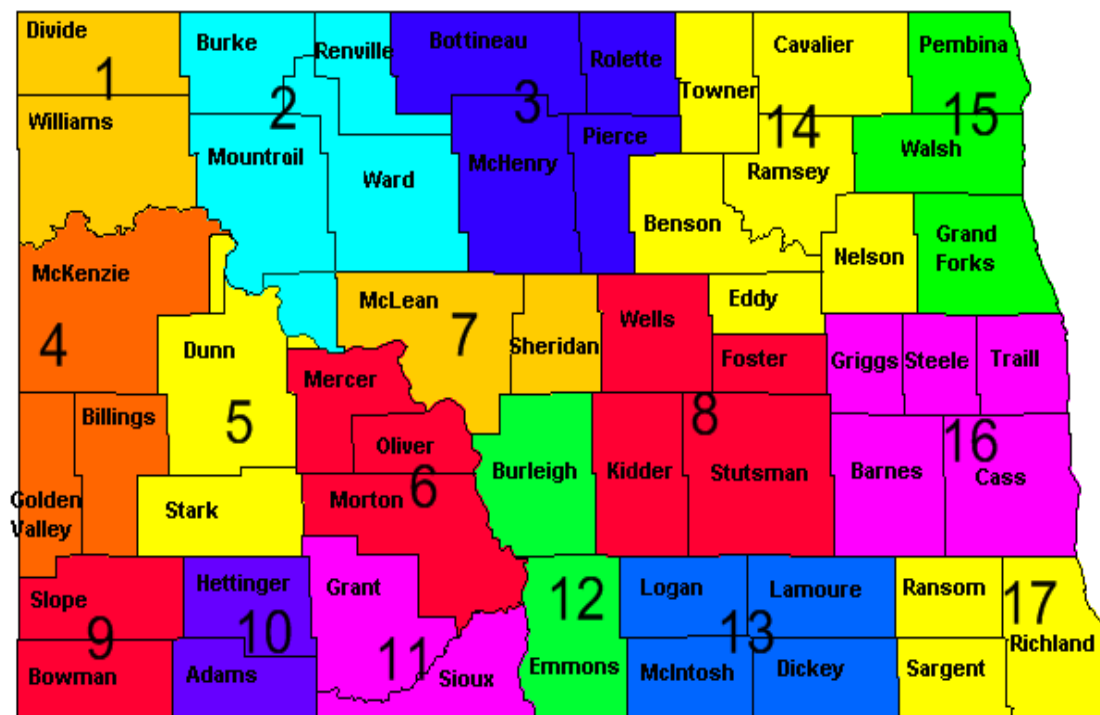 Divide
Burke
Renville
Bottineau
Rolette
Cavalier
Pembina
1
2
3
Towner
14
15
Williams
Mountrail
McHenry
Pierce
Ramsey
Walsh
Ward
Benson
Nelson
Grand
Forks
McKenzie
McLean
Eddy
4
Dunn
7
Sheridan
Wells
Foster
Griggs
Steele
Traill
Mercer
Billings
5
8
Oliver
Burleigh
Kidder
Stutsman
Barnes
16
Cass
Golden
Valley
Stark
Morton
6
Slope
Hettinger
Grant
12
Logan
Lamoure
Ransom
17
9
10
11
13
Richland
Bowman
Adams
Sioux
Emmons
McIntosh
Dickey
Sargent